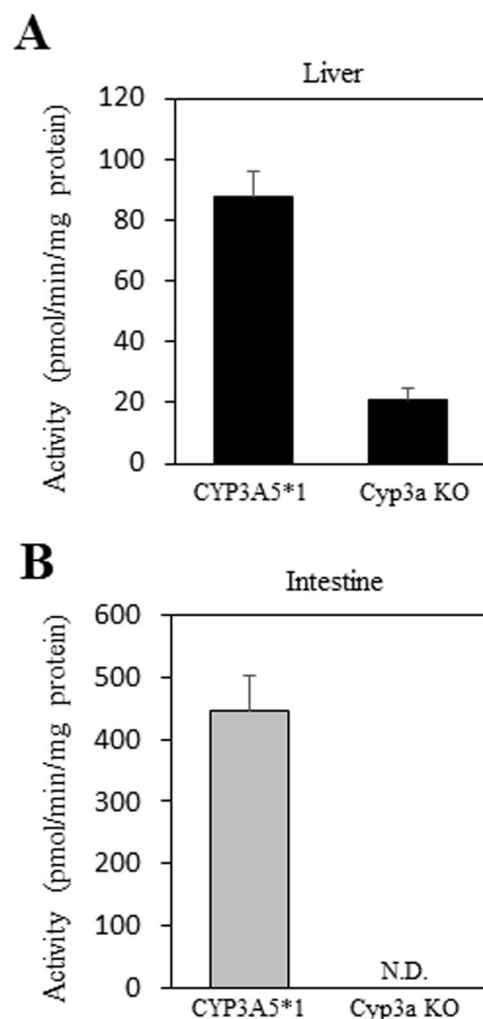 A
Liver
Activity (pmol/min/mg protein)
120
100
80
60
40
20
0
CYP3A5*1 Cyp3a KO
B
Intestine
Activity (pmol/min/mg protein)
600
500
400
300
200
100
0
N.D.
CYP3A5*1 Cyp3a KO